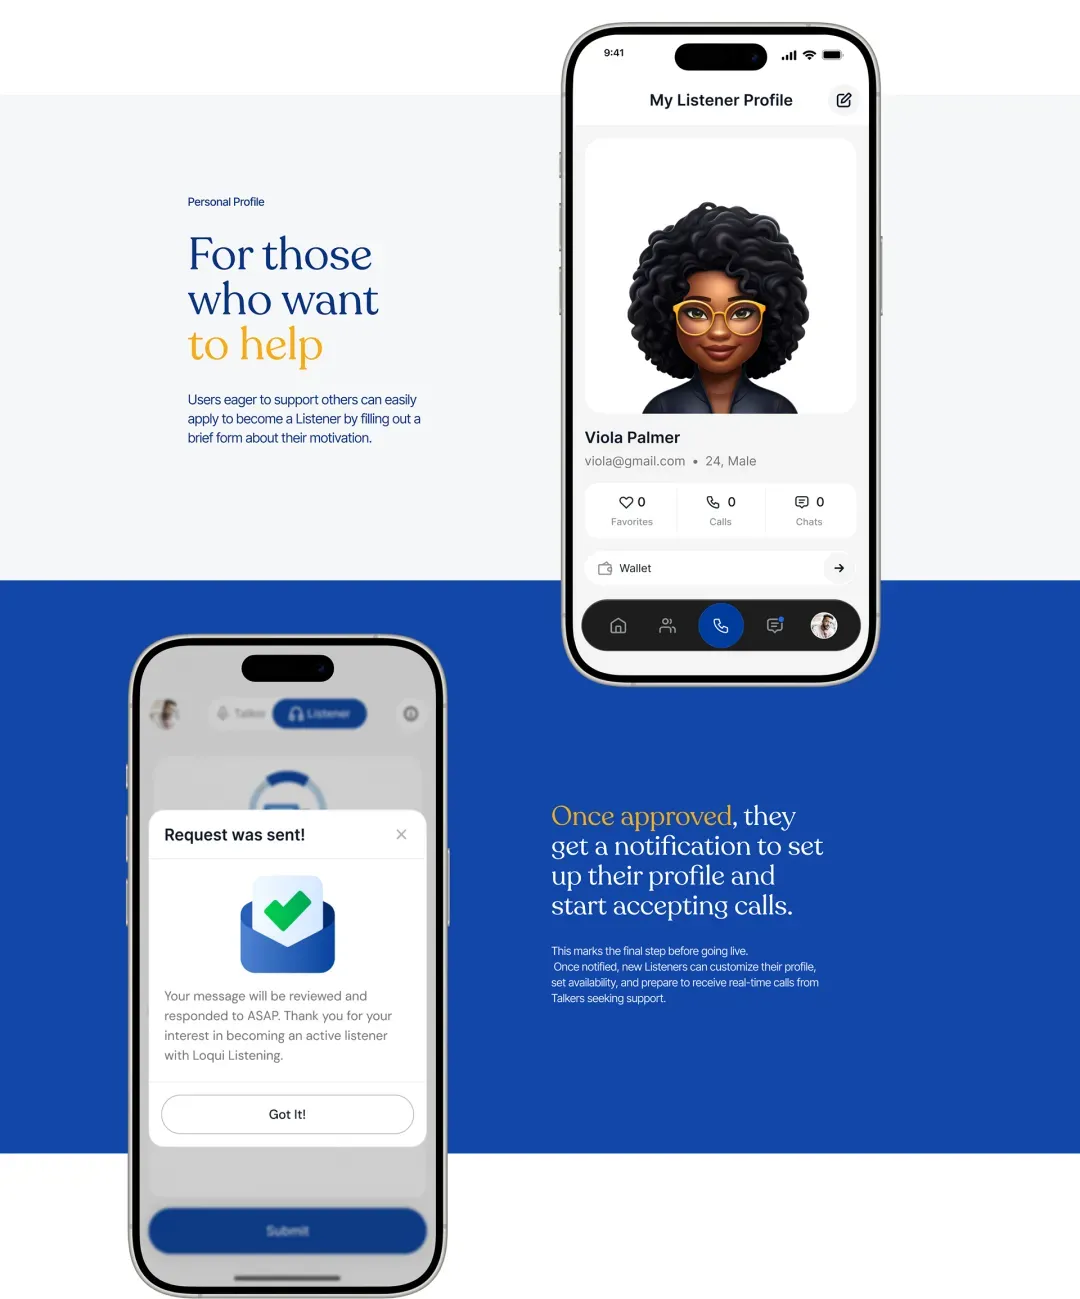 9:41
My Listener Profile
Personal Profile
For those
who want
to help
Users eager to support others can easily
apply to become a Listener by filling out a
brief form about their motivation.
Viola Palmer
viola@gmail.com • 24, Male
0
Favorites
0
Calls
0
Chats
Wallet
Talker
Listener
Request was sent!
Your message will be reviewed and
responded to ASAP. Thank you for your
interest in becoming an active listener
with Loqui Listening.
Got It!
Submit
Once approved, they
get a notification to set
up their profile and
start accepting calls.
This marks the final step before going live.
Once notified, new Listeners can customize their profile,
set availability, and prepare to receive real-time calls from
Talkers seeking support.